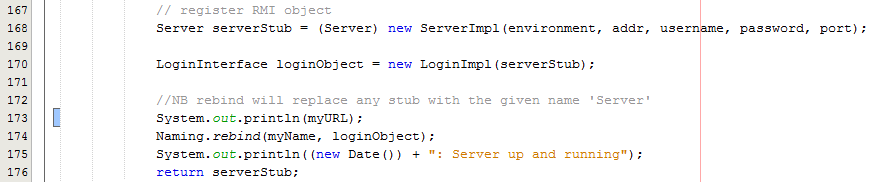 167 // register RMI object
168 Server serverStub = (Server) new ServerImpl(environment, addr, username, password, port);
169
170 LoginInterface loginObject = new LoginImpl(serverStub);
171
172 //NB rebind will replace any stub with the given name 'Server'
173 System.out.println(myURL);
174 Naming.rebind(myName, loginObject);
175 System.out.println((new Date()) + ": Server up and running");
176 return serverStub;